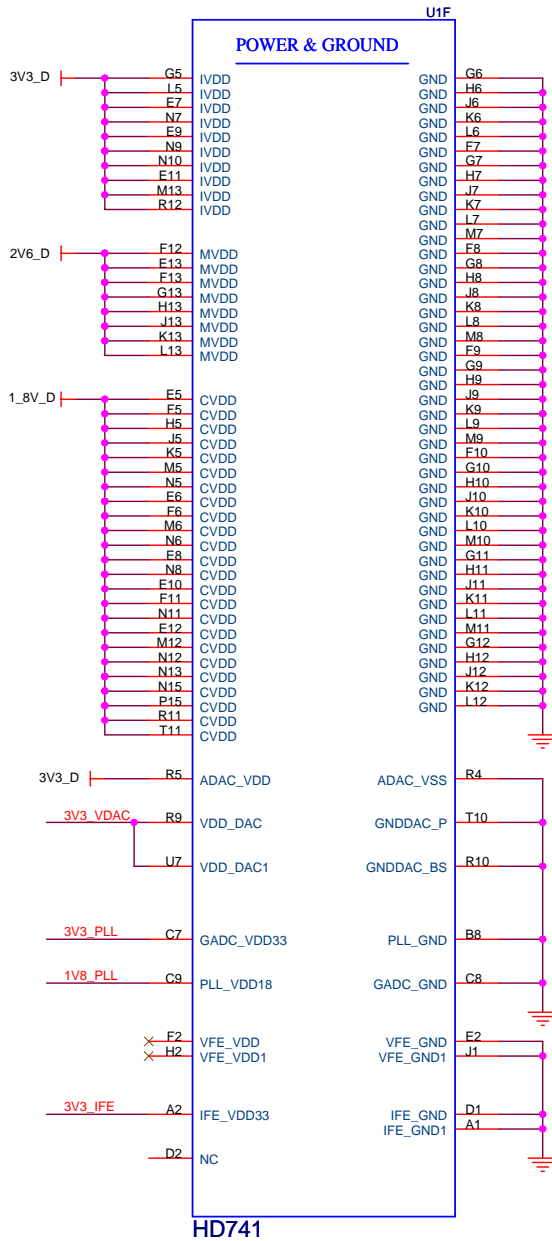 U1F
POWER & GROUND
3V3_D G5 IVDD GND G6
L5 IVDD GND H6
E7 IVDD GND J6
N7 IVDD GND K6
E9 IVDD GND L6
N9 IVDD GND F7
N10 IVDD GND G7
E11 IVDD GND H7
M13 IVDD GND J7
R12 IVDD GND K7
GND L7
GND M7
2V6_D F12 MVDD GND F8
E13 MVDD GND G8
F13 MVDD GND H8
G13 MVDD GND J8
H13 MVDD GND K8
J13 MVDD GND L8
K13 MVDD GND M8
L13 MVDD GND F9
GND G9
GND H9
1_8V_D E5 CVDD GND J9
F5 CVDD GND K9
H5 CVDD GND L9
J5 CVDD GND M9
K5 CVDD GND F10
M5 CVDD GND G10
N5 CVDD GND H10
E6 CVDD GND J10
F6 CVDD GND K10
M6 CVDD GND L10
N6 CVDD GND M10
E8 CVDD GND G11
N8 CVDD GND H11
E10 CVDD GND J11
F11 CVDD GND K11
N11 CVDD GND L11
E12 CVDD GND M11
M12 CVDD GND G12
N12 CVDD GND H12
N13 CVDD GND J12
N15 CVDD GND K12
P15 CVDD GND L12
R11 CVDD
T11 CVDD
3V3_D R5 ADAC_VDD ADAC_VSS R4
3V3_VDAC R9 VDD_DAC GNDDAC_P T10
U7 VDD_DAC1 GNDDAC_BS R10
3V3_PLL C7 GADC_VDD33 PLL_GND B8
1V8_PLL C9 PLL_VDD18 GADC_GND C8
F2 VFE_VDD VFE_GND E2
H2 VFE_VDD1 VFE_GND1 J1
3V3_IFE A2 IFE_VDD33 IFE_GND D1
IFE_GND1 A1
D2 NC
HD741